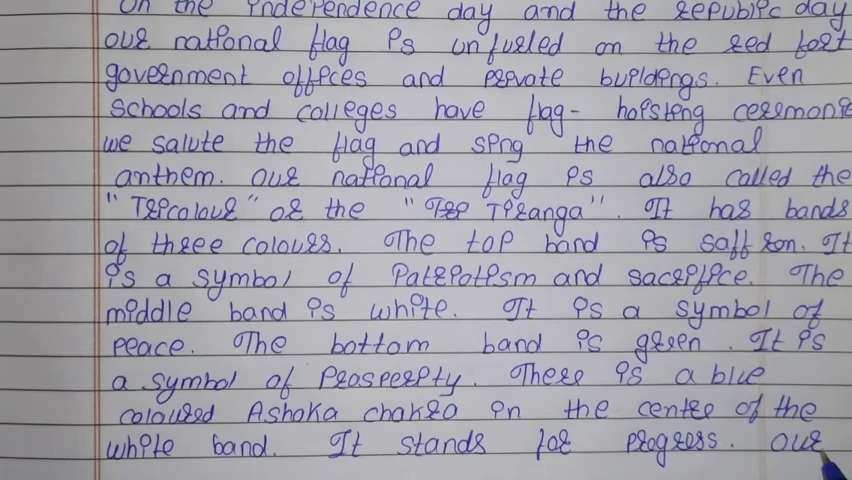 On the independence day and the republic day
our national flag is unfurled on the red fort
government offices and private buildings. Even
schools and colleges have flag- hoisting ceremony
we salute the flag and sing the national
anthem. our national flag is also called the
"Tricolour" or the " Tiranga". It has bands
of three colours. The top band is saffron. It
is a symbol of Patriotism and sacrifice. The
middle band is white. It is a symbol of
peace. The bottom band is green. It is
a symbol of Prosperity. There is a blue
coloured Ashoka chakra in the centre of the
white band. It stands for progress. our